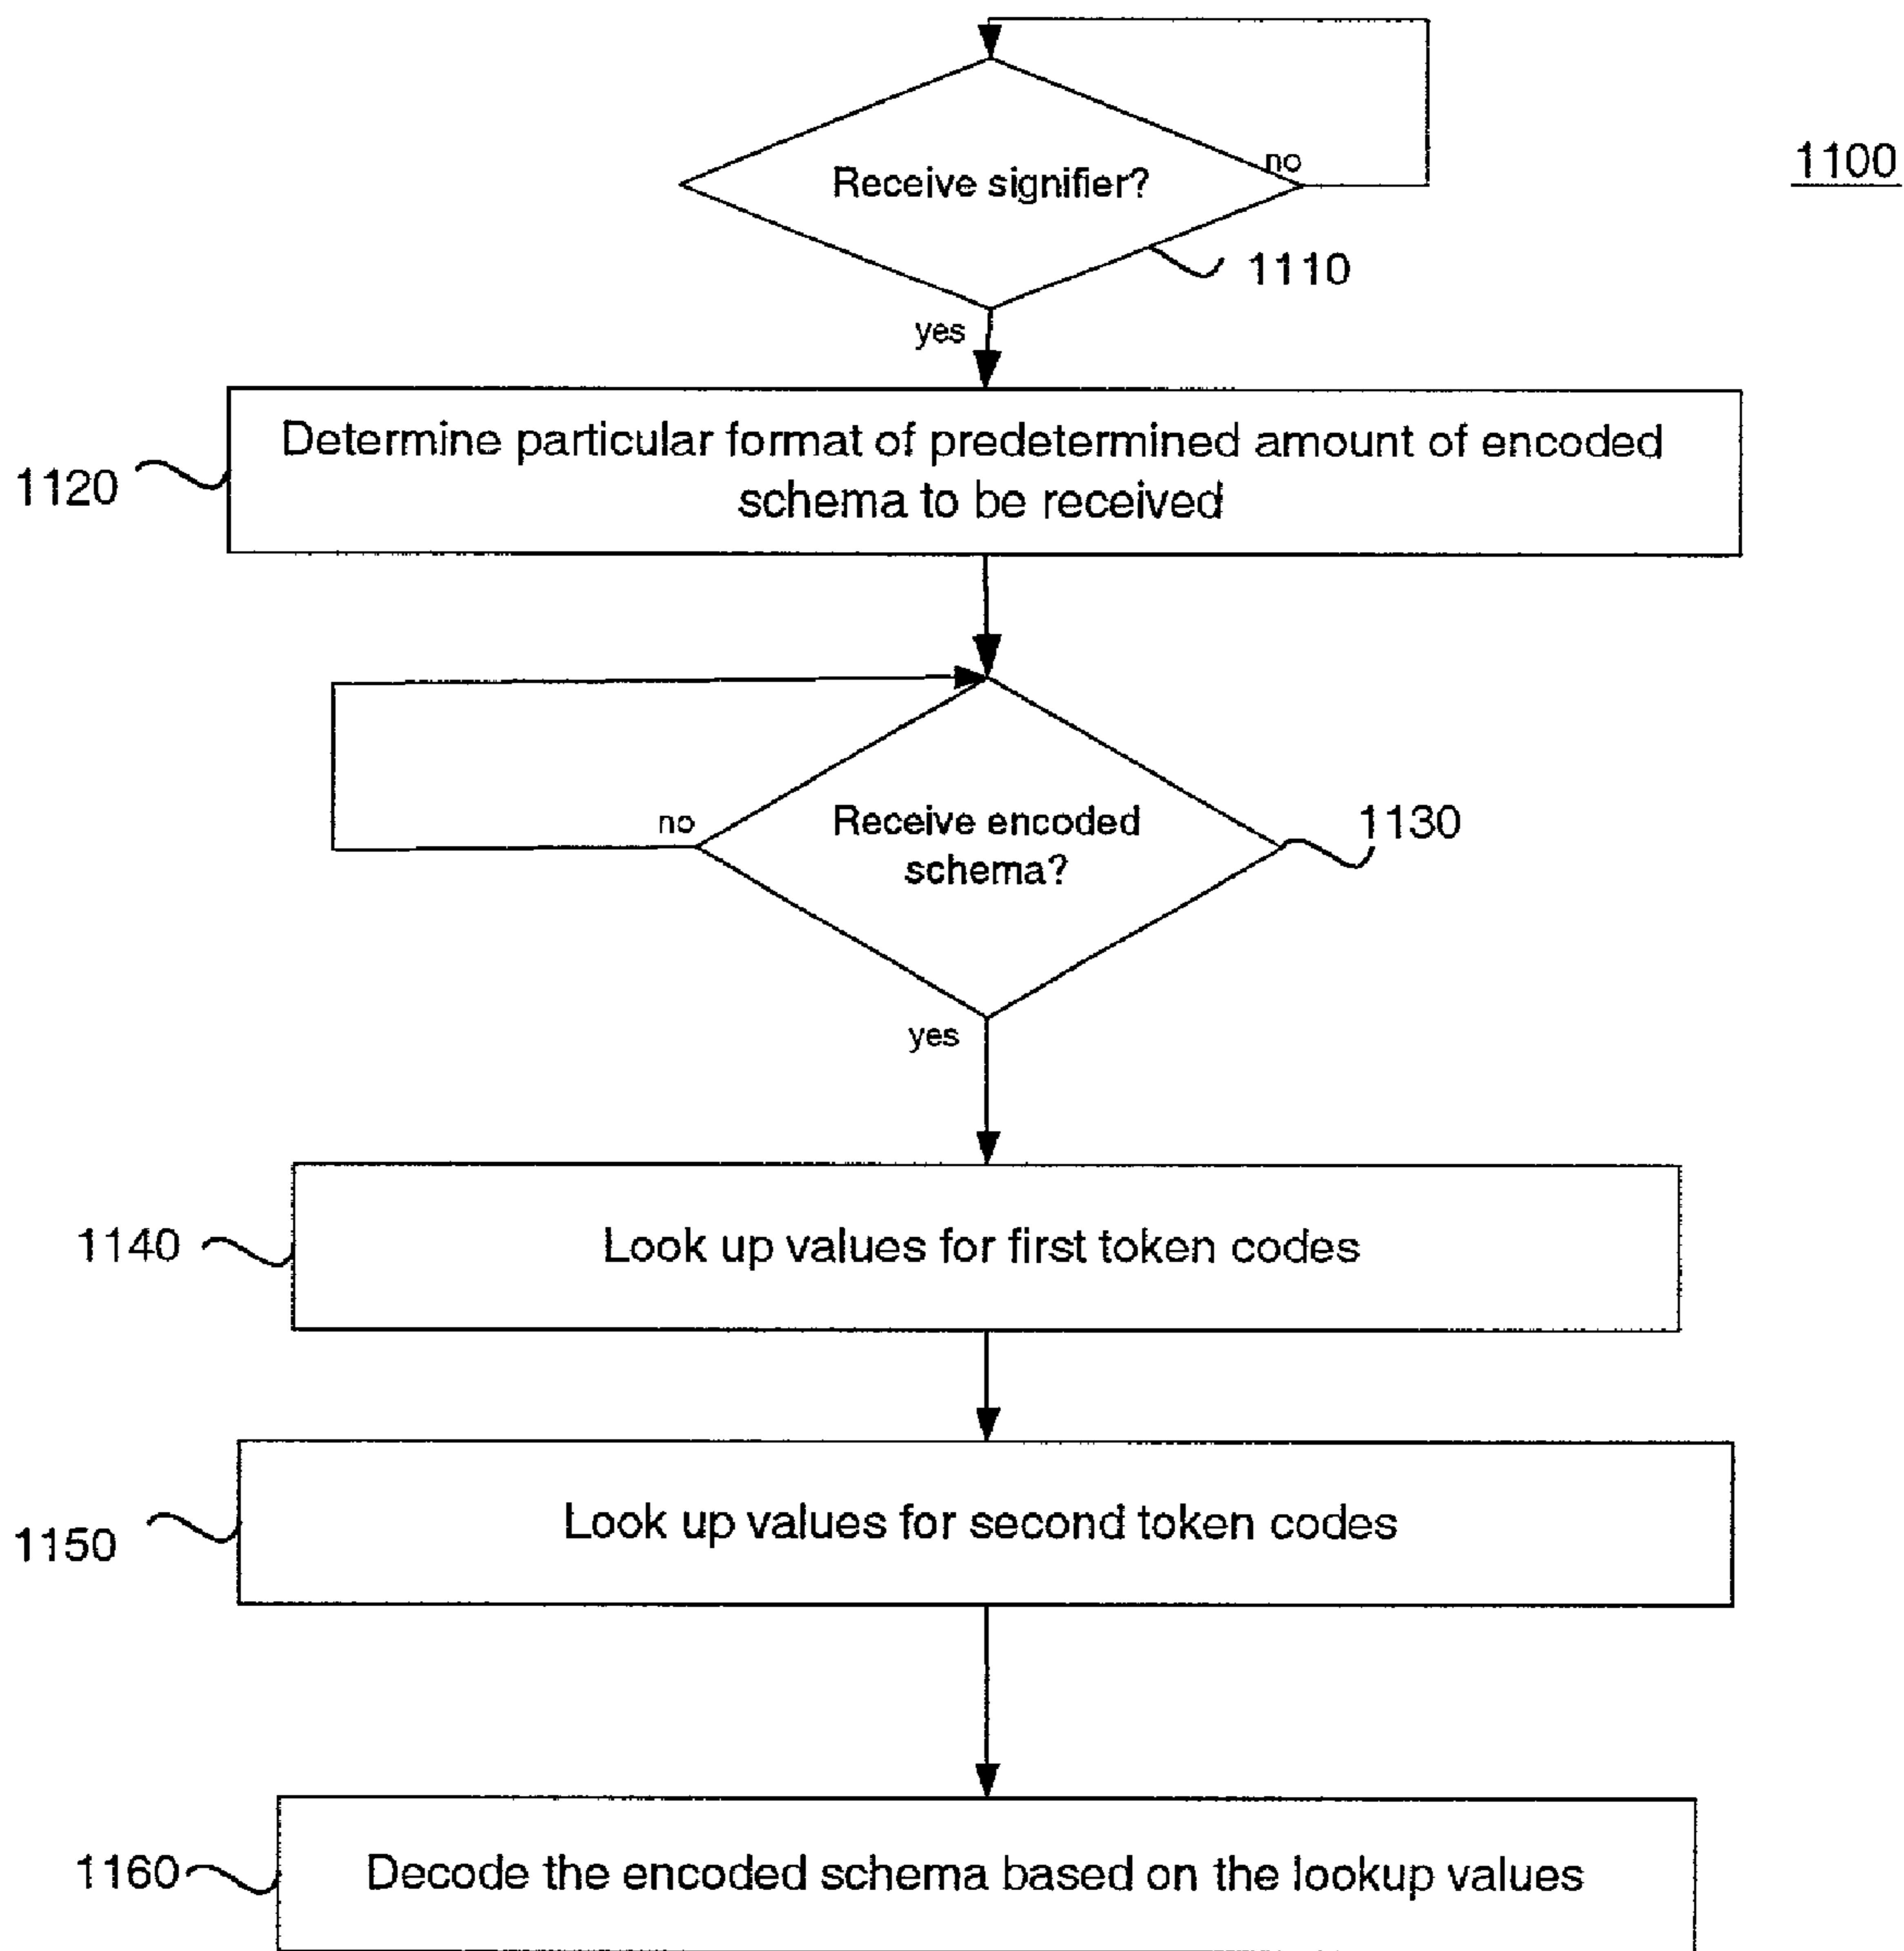 1100
Receive signifier?
no
1110
yes
Determine particular format of predetermined amount of encoded
schema to be received
1120
no
Receive encoded
schema?
1130
yes
1140
Look up values for first token codes
1150
Look up values for second token codes
1160
Decode the encoded schema based on the lookup values